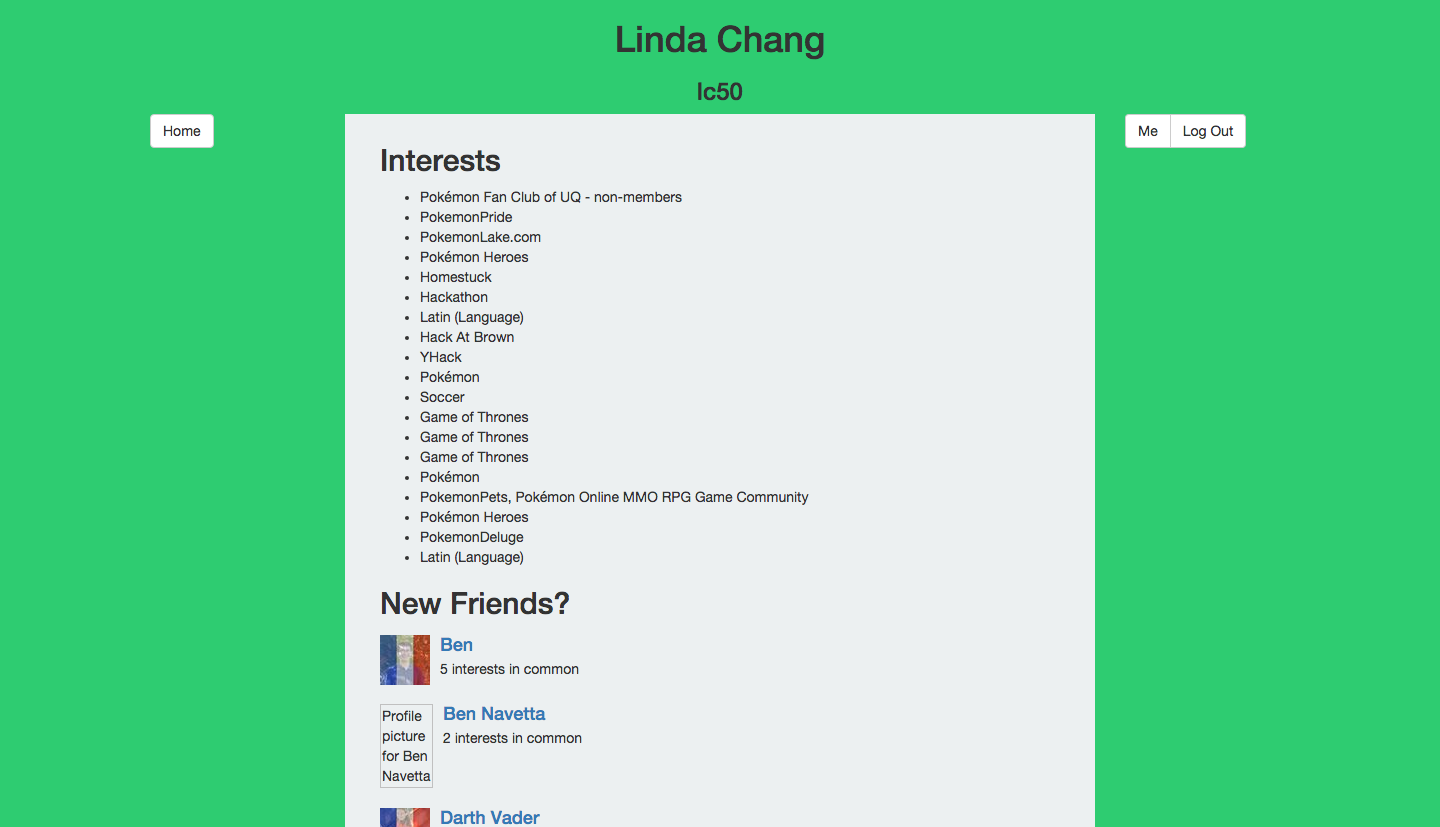 Linda Chang
lc50
Home
Me
Log Out
Interests
Pokémon Fan Club of UQ - non-members
PokemonPride
PokemonLake.com
Pokémon Heroes
Homestuck
Hackathon
Latin (Language)
Hack At Brown
YHack
Pokémon
Soccer
Game of Thrones
Game of Thrones
Game of Thrones
Pokémon
PokemonPets, Pokémon Online MMO RPG Game Community
Pokémon Heroes
PokemonDeluge
Latin (Language)
New Friends?
Ben
5 interests in common
Profile
picture
for Ben
Navetta
Ben Navetta
2 interests in common
Darth Vader